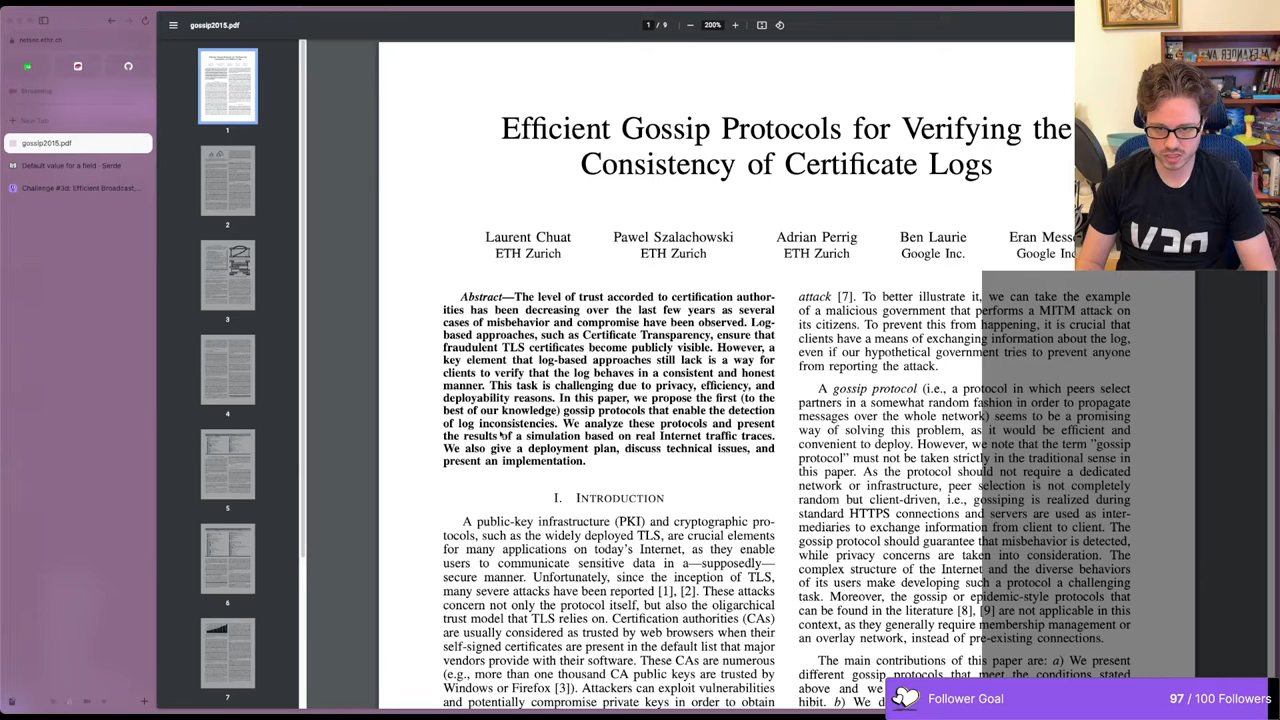 gossip2015.pdf
1 / 9
200%
netsec.ethz.ch
Streaming
New Tab
gossip2015.pdf
Default value for a field · Serde
Challenge #3d: Efficient Broadcast,...
1
2
3
4
5
6
7
Efficient Gossip Protocols for Verifying the
Consistency of Certificate Logs
Laurent Chuat
ETH Zurich
Pawel Szalachowski
ETH Zurich
Adrian Perrig
ETH Zurich
Ben Laurie
Google Inc.
Eran Messe
Google Inc
Abstract—The level of trust accorded to certification author-
ities has been decreasing over the last few years as several
cases of misbehavior and compromise have been observed. Log-
based approaches, such as Certificate Transparency, ensure that
fraudulent TLS certificates become publicly visible. However, a
key element that log-based approaches still lack is a way for
clients to verify that the log behaves in a consistent and honest
manner. This task is challenging due to privacy, efficiency, and
deployability reasons. In this paper, we propose the first (to the
best of our knowledge) gossip protocols that enable the detection
of log inconsistencies. We analyze these protocols and present
the results of a simulation based on real Internet traffic traces.
We also give a deployment plan, discuss technical issues, and
present an implementation.
I. INTRODUCTION
A public-key infrastructure (PKI) and cryptographic pro-
tocols, such as the widely deployed TLS, are crucial elements
for many applications on today's Internet, as they enable
users to communicate sensitive data in a—supposedly—
secure manner. Unfortunately, since the inception of TLS,
many severe attacks have been reported [1], [2]. These attacks
concern not only the protocol itself, but also the oligarchical
trust model that TLS relies on. Certification authorities (CAs)
are usually considered as trusted by web browsers when their
self-signed certificates are present in the default list that major
vendors provide with their software. These CAs are numerous
(e.g., more than one thousand CA public keys are trusted by
Windows or Firefox [3]). Attackers can exploit vulnerabilities
and potentially compromise private keys in order to obtain
attack [7]. To better illustrate it, we can take the example
of a malicious government that performs a MITM attack on
its citizens. To prevent this from happening, it is crucial that
clients have a means of exchanging information about the log,
even if our hypothetical government tries to prevent anyone
from reporting the attack.
A gossip protocol (i.e., a protocol in which peers select
partners in a somewhat random fashion in order to propagate
messages over the whole network) seems to be a promising
way of solving this problem, as it would be efficient and
convenient to deploy. However, we note that the term "gossip
protocol" must not be taken strictly in the traditional sense in
this paper. As the protocol should not require a dedicated
network or infrastructure, peer selection is not completely
random but client-driven, i.e., gossiping is realized during
standard HTTPS connections and servers are used as inter-
mediaries to exchange information from client to client. The
gossip protocol should guarantee that misbehavior is detected,
while privacy concerns are taken into consideration. The
complex structure of the Internet and the diverse behaviors
of its users make developing such a protocol a challenging
task. Moreover, the gossip or epidemic-style protocols that
can be found in the literature [8], [9] are not applicable in this
context, as they generally require membership management or
an overlay network, instead of pre-existing connections.
The main contributions of this paper are: a) We present
different gossip protocols that meet the conditions stated
above and we
hibit. b) We d
Follower Goal
97 / 100 Followers